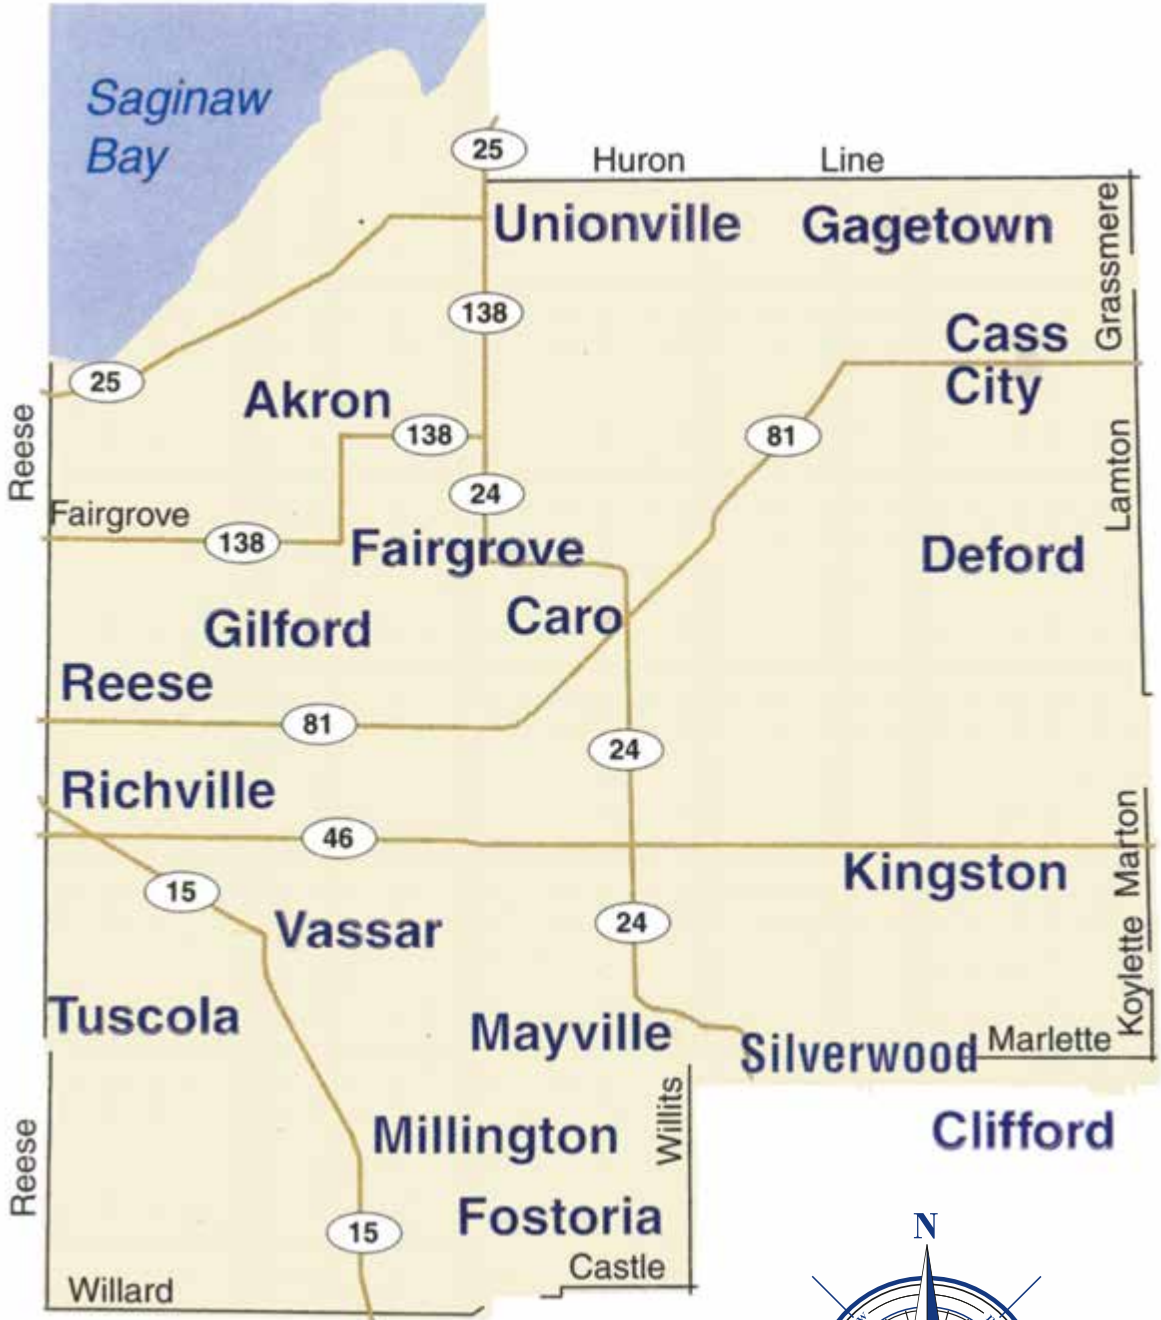 Saginaw
Bay
25
Huron Line
Unionville
Gagetown
Grassmere
138
Cass
City
25
Akron
138
81
Reese
Lamton
24
Fairgrove
138
Fairgrove
Deford
Caro
Gilford
Reese
81
24
Richville
46
Marton
Kingston
15
24
Vassar
Koylette
Tuscola
Mayville
Silverwood
Marlette
Willits
Millington
Clifford
Reese
Fostoria
15
N
Castle
Willard